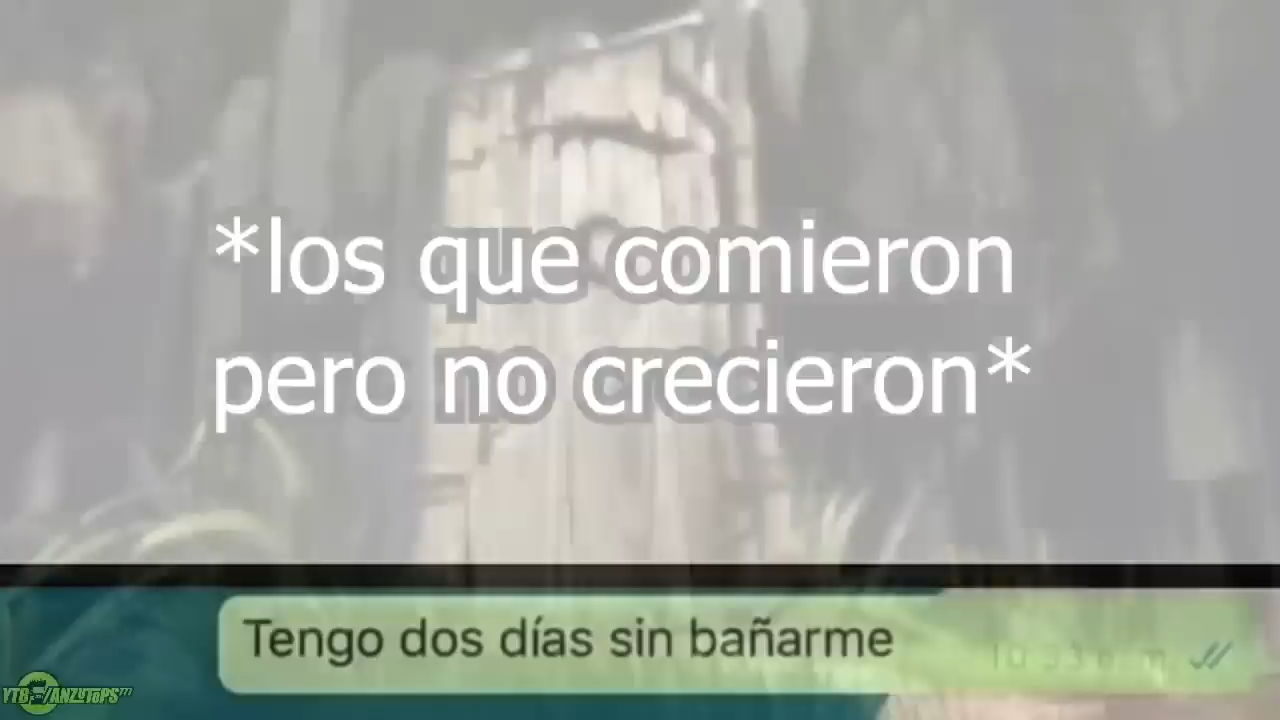 *los que comieron
pero no crecieron*
Tengo dos días sin bañarme